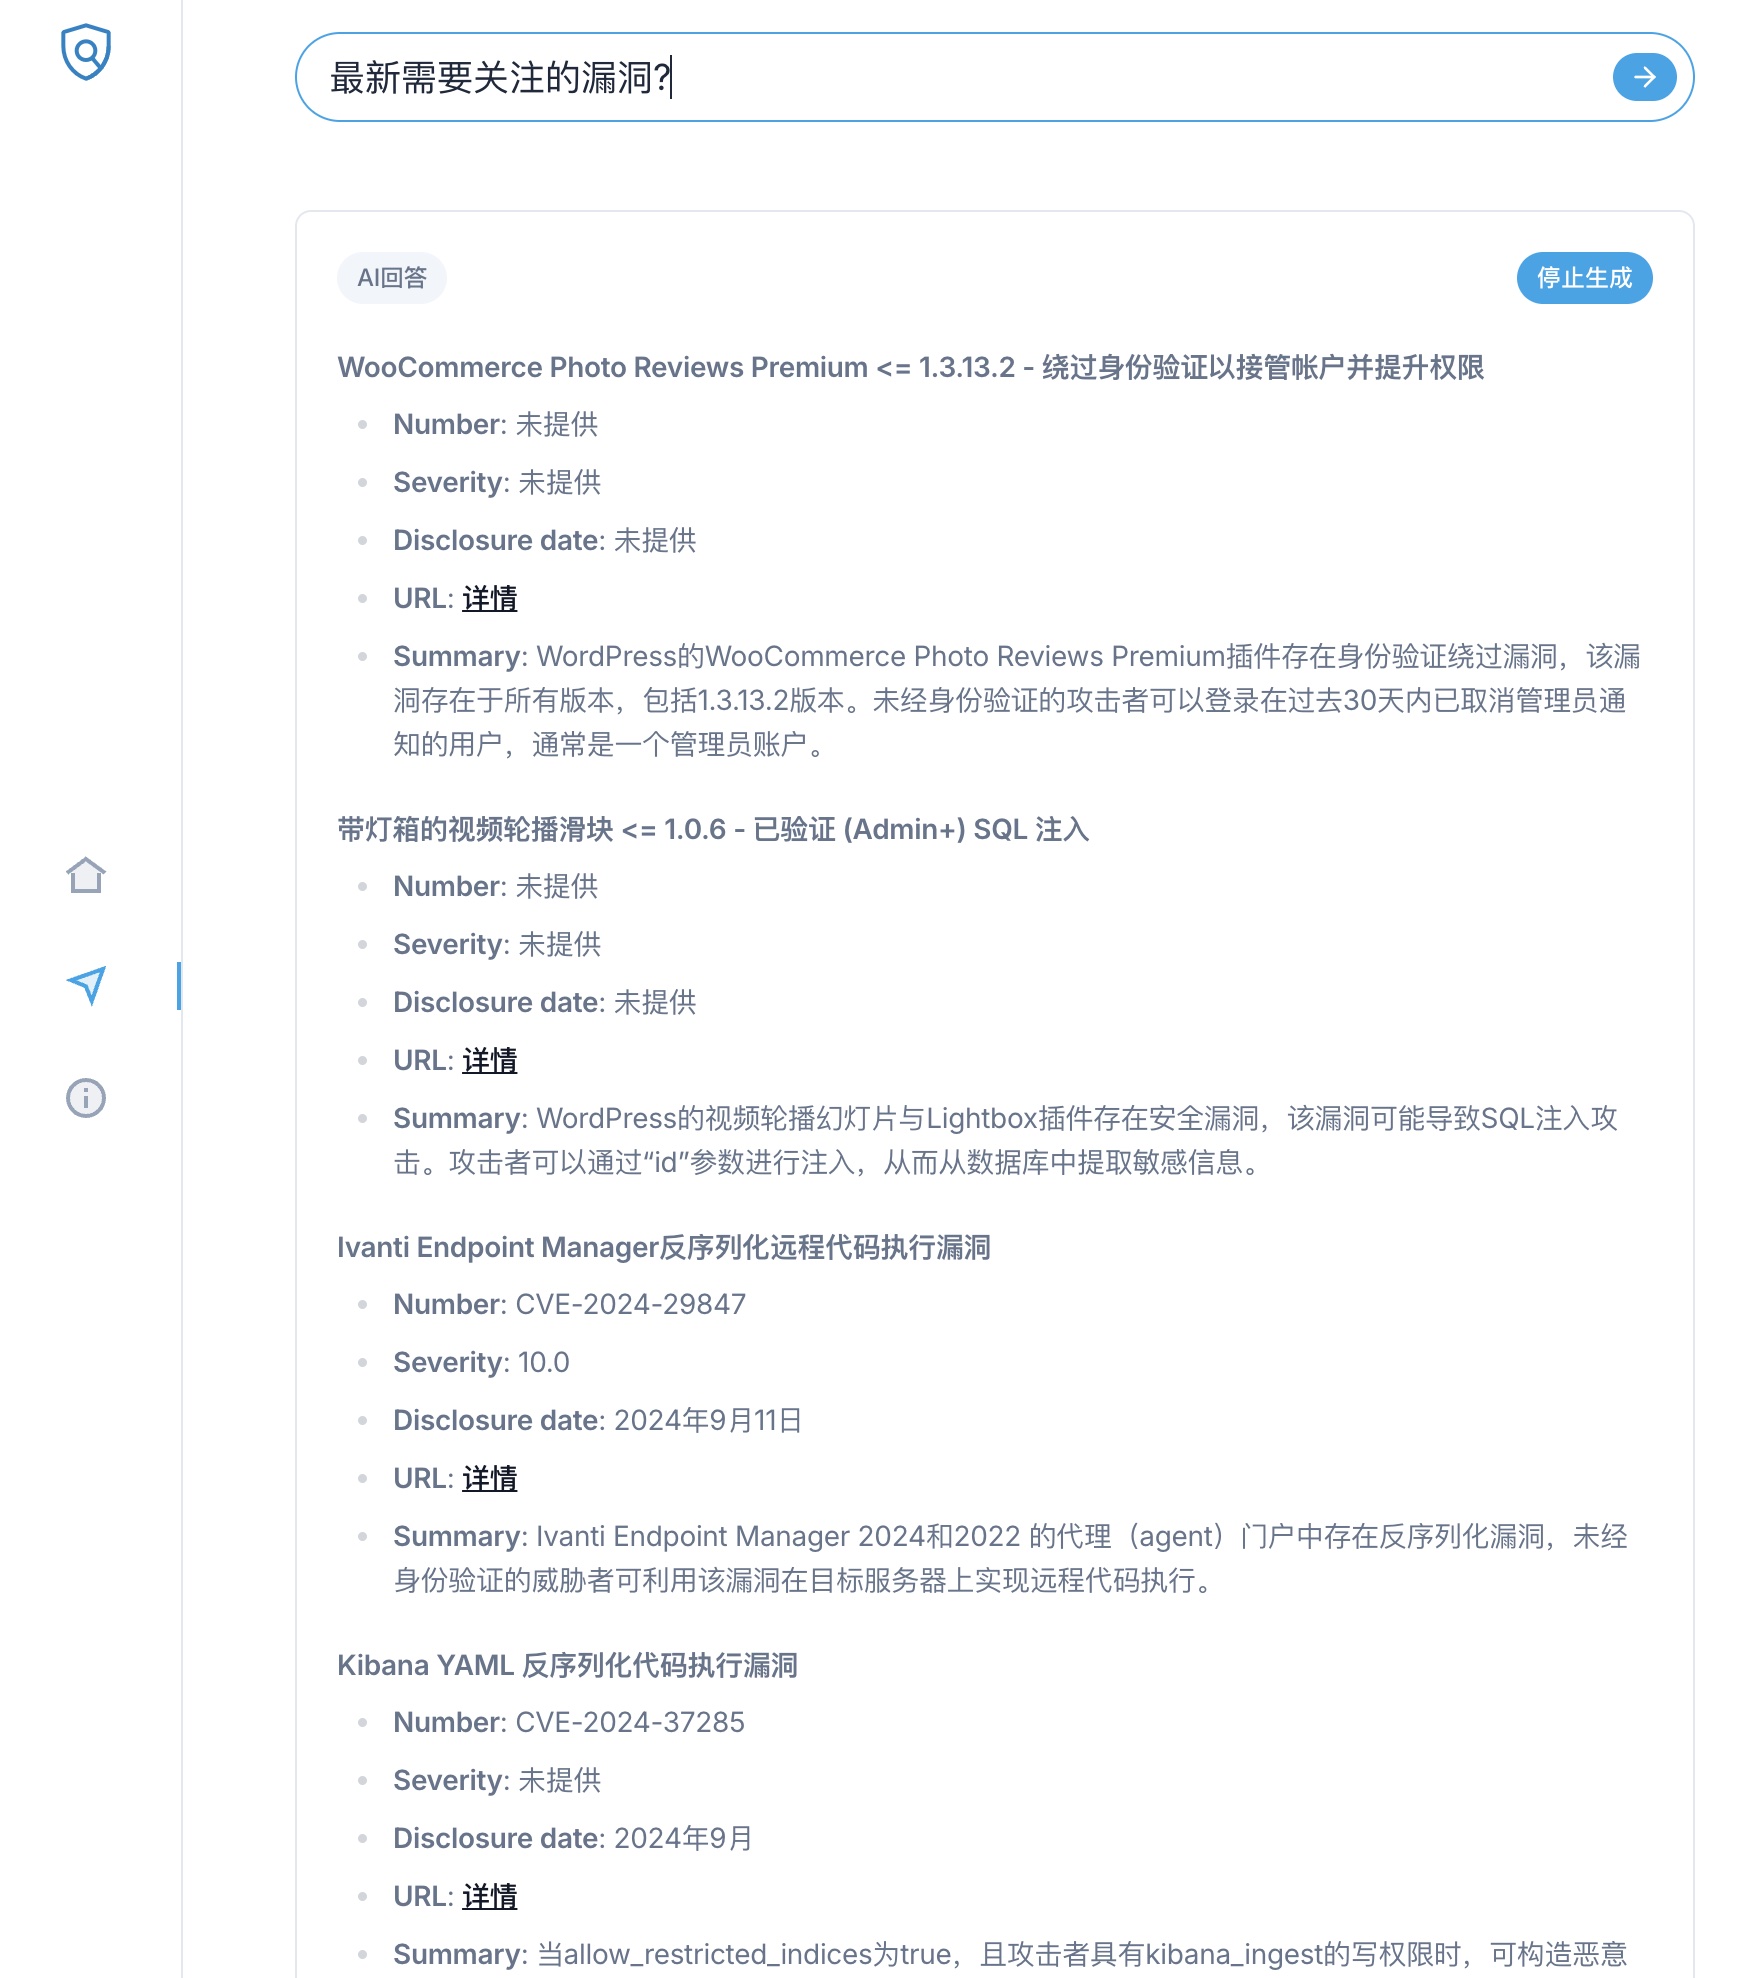 最新需要关注的漏洞?
AI回答
停止生成
WooCommerce Photo Reviews Premium <= 1.3.13.2 - 绕过身份验证以接管帐户并提升权限
Number: 未提供
Severity: 未提供
Disclosure date: 未提供
URL: 详情
Summary: WordPress的WooCommerce Photo Reviews Premium插件存在身份验证绕过漏洞，该漏
洞存在于所有版本，包括1.3.13.2版本。未经身份验证的攻击者可以登录在过去30天内已取消管理员通
知的用户，通常是一个管理员账户。
带灯箱的视频轮播滑块 <= 1.0.6 - 已验证 (Admin+) SQL 注入
Number: 未提供
Severity: 未提供
Disclosure date: 未提供
URL: 详情
Summary: WordPress的视频轮播幻灯片与Lightbox插件存在安全漏洞，该漏洞可能导致SQL注入攻
击。攻击者可以通过“id”参数进行注入，从而从数据库中提取敏感信息。
Ivanti Endpoint Manager反序列化远程代码执行漏洞
Number: CVE-2024-29847
Severity: 10.0
Disclosure date: 2024年9月11日
URL: 详情
Summary: Ivanti Endpoint Manager 2024和2022 的代理（agent）门户中存在反序列化漏洞，未经
身份验证的威胁者可利用该漏洞在目标服务器上实现远程代码执行。
Kibana YAML 反序列化代码执行漏洞
Number: CVE-2024-37285
Severity: 未提供
Disclosure date: 2024年9月
URL: 详情
Summary: 当allow_restricted_indices为true，且攻击者具有kibana_ingest的写权限时，可构造恶意